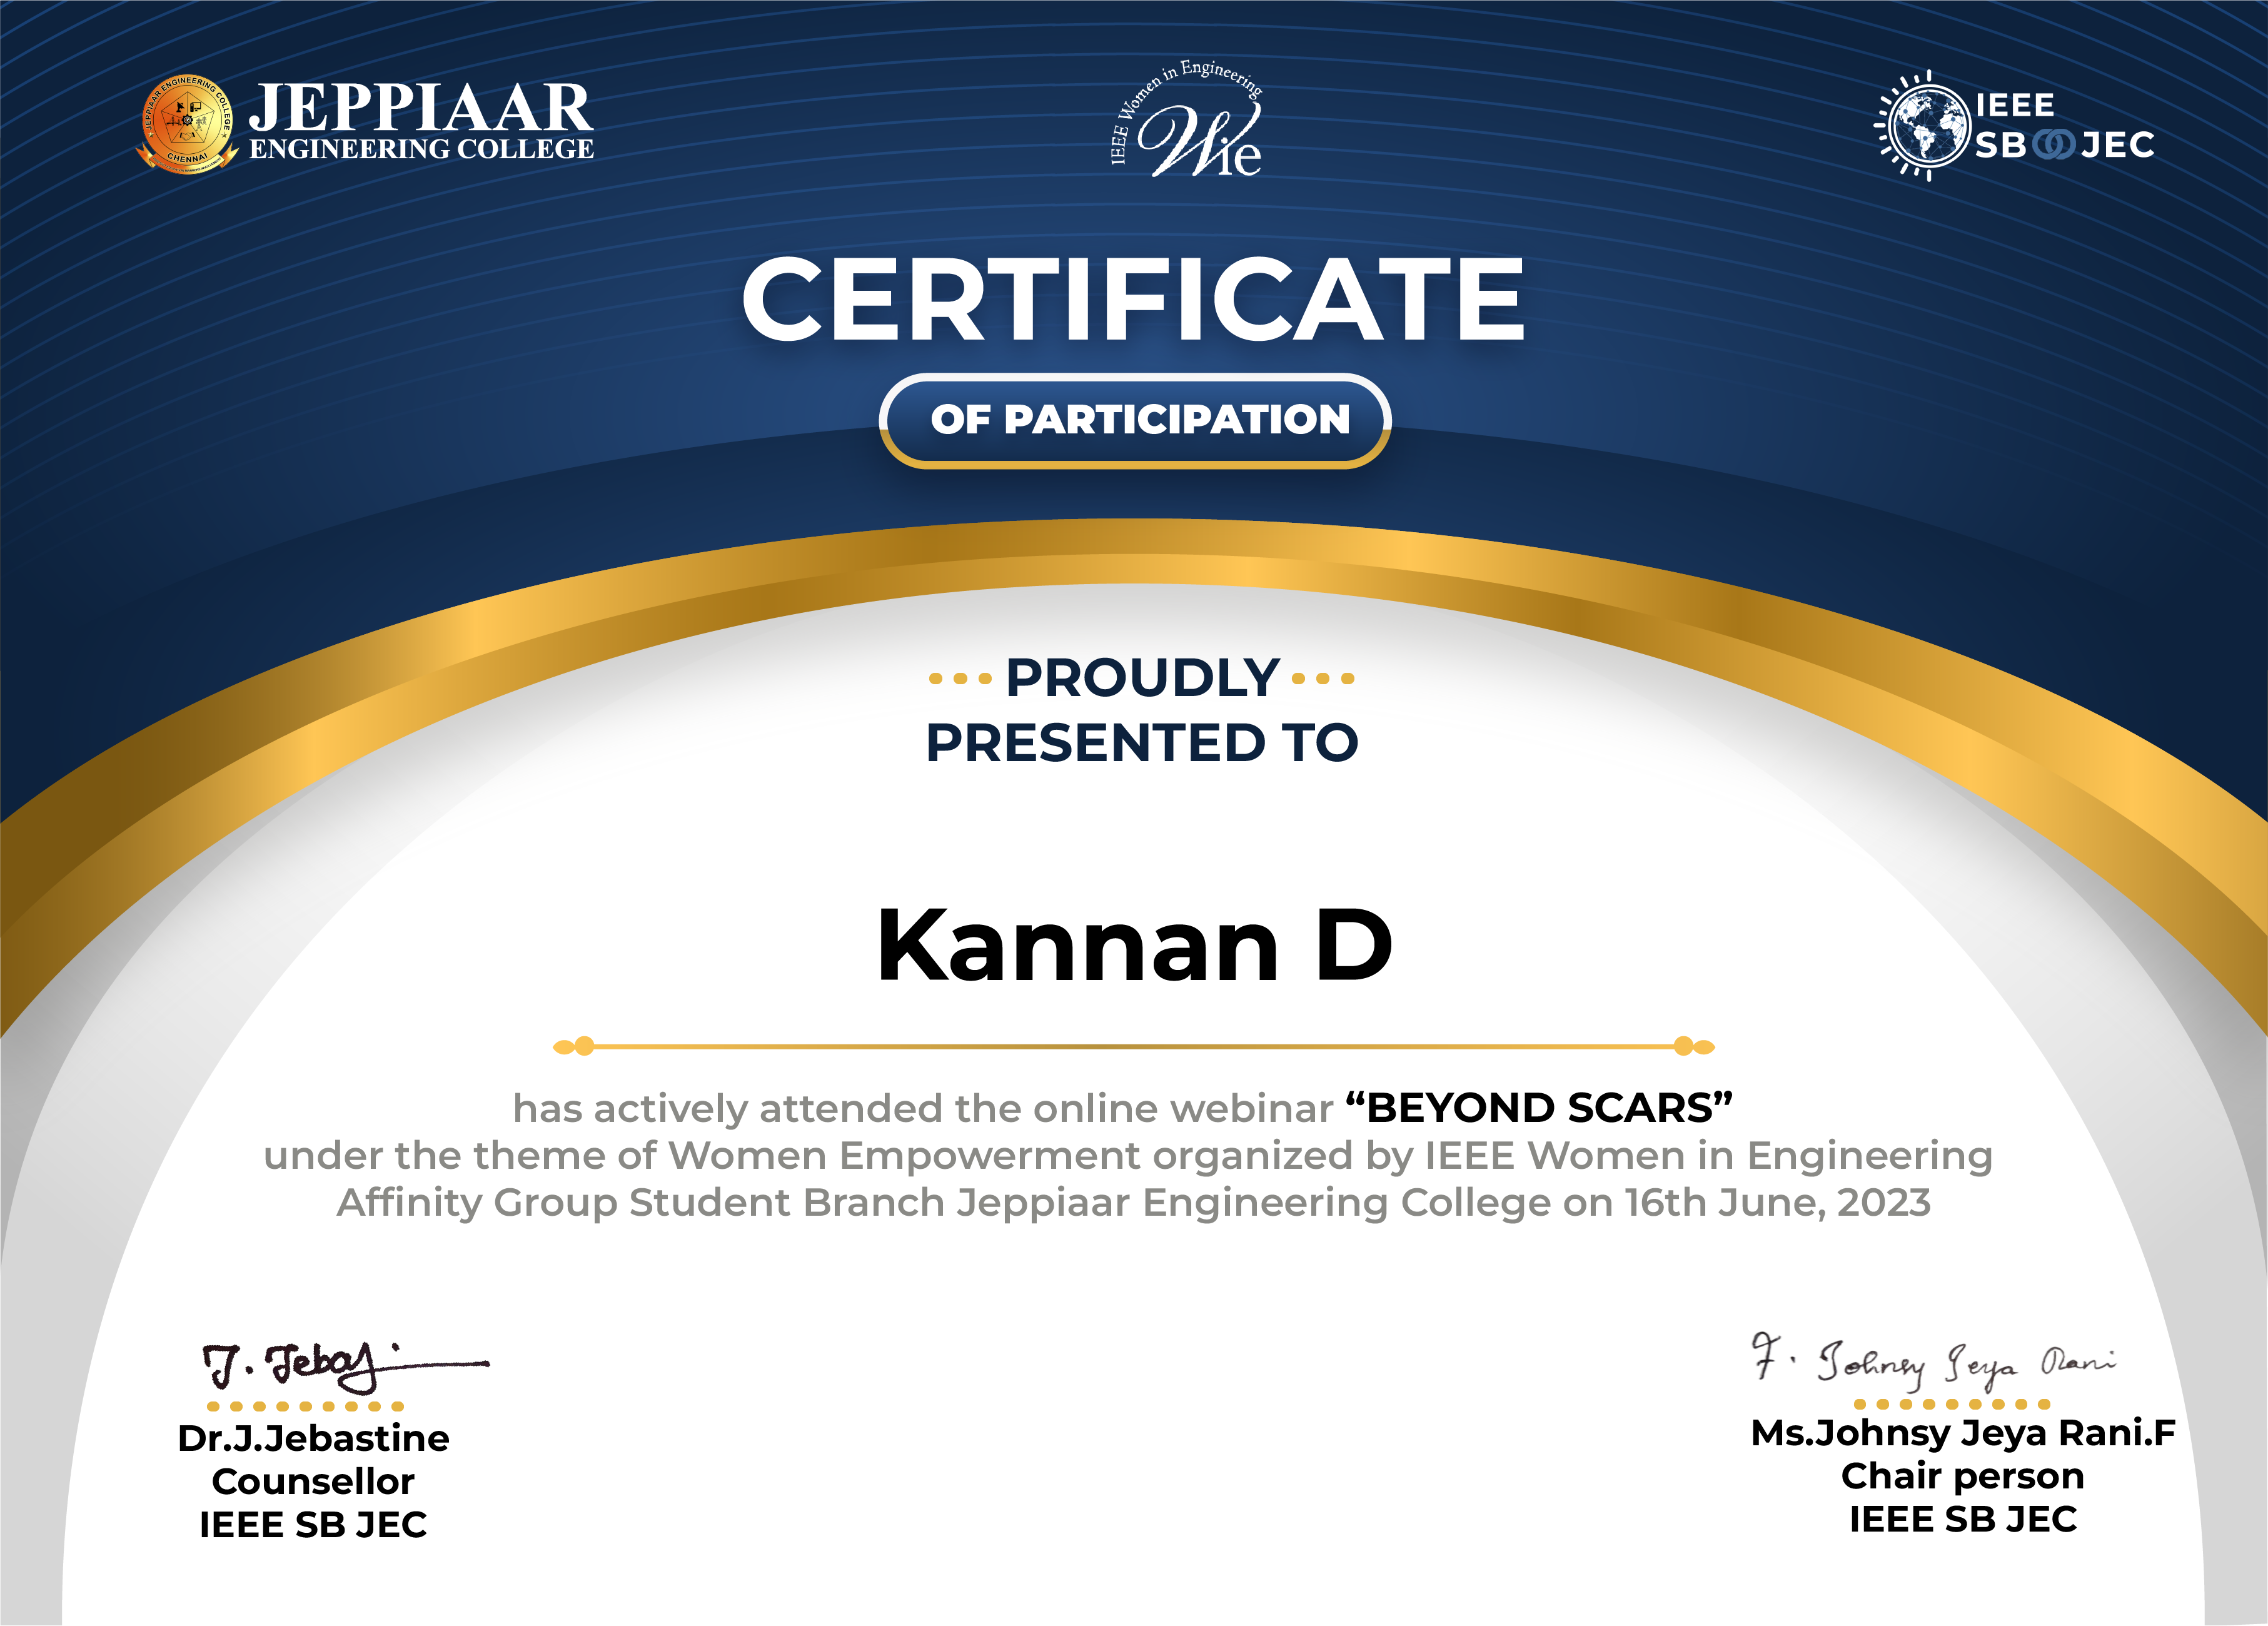 JEPPIAAR ENGINEERING COLLEGE
CHENNAI
JEPPIAAR
ENGINEERING COLLEGE
IEEE Women in Engineering
Wie
IEEE
SB JEC
CERTIFICATE
OF PARTICIPATION
PROUDLY
PRESENTED TO
Kannan D
has actively attended the online webinar “BEYOND SCARS”
under the theme of Women Empowerment organized by IEEE Women in Engineering
Affinity Group Student Branch Jeppiaar Engineering College on 16th June, 2023
J. Jebaj
F. Johnsy Jeya Rani
Dr.J.Jebastine
Counsellor
IEEE SB JEC
Ms.Johnsy Jeya Rani.F
Chair person
IEEE SB JEC